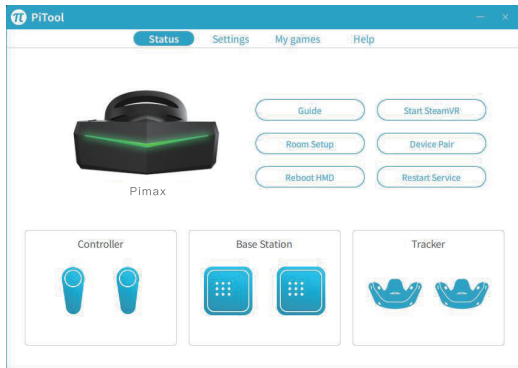 PiTool
Status Settings My games Help
Guide Start SteamVR
Room Setup Device Pair
Reboot HMD Restart Service
Pimax
Controller Base Station Tracker